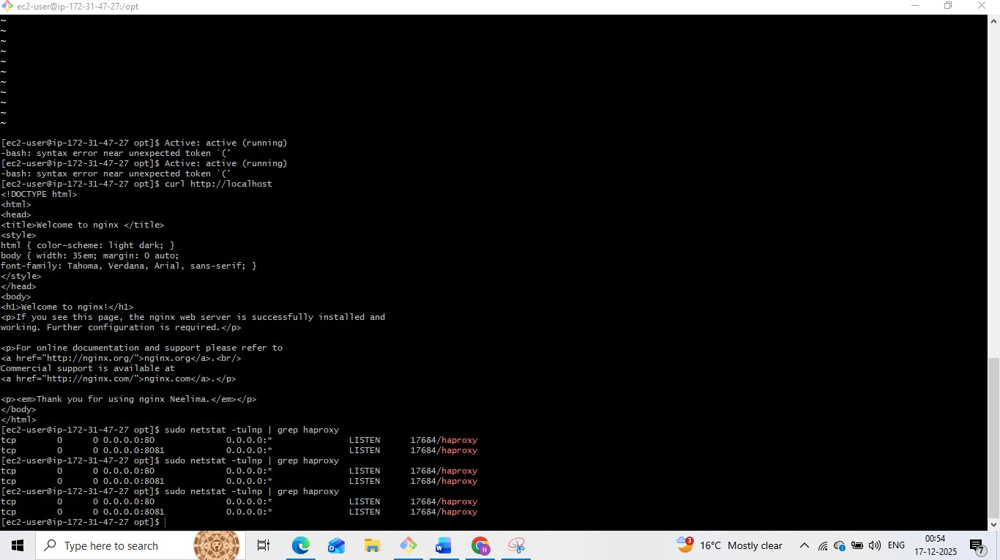 ec2-user@ip-172-31-47-27:/opt
~
~
~
~
~
~
~
~
~
~
~
[ec2-user@ip-172-31-47-27 opt]$ Active: active (running)
-bash: syntax error near unexpected token `('
[ec2-user@ip-172-31-47-27 opt]$ Active: active (running)
-bash: syntax error near unexpected token `('
[ec2-user@ip-172-31-47-27 opt]$ curl http://localhost
<!DOCTYPE html>
<html>
<head>
<title>Welcome to nginx </title>
<style>
html { color-scheme: light dark; }
body { width: 35em; margin: 0 auto;
font-family: Tahoma, Verdana, Arial, sans-serif; }
</style>
</head>
<body>
<h1>Welcome to nginx!</h1>
<p>If you see this page, the nginx web server is successfully installed and
working. Further configuration is required.</p>
<p>For online documentation and support please refer to
<a href="http://nginx.org/">nginx.org</a>.<br/>
Commercial support is available at
<a href="http://nginx.com/">nginx.com</a>.</p>
<p><em>Thank you for using nginx Neelima.</em></p>
</body>
</html>
[ec2-user@ip-172-31-47-27 opt]$ sudo netstat -tulnp | grep haproxy
tcp        0      0 0.0.0.0:80              0.0.0.0:*               LISTEN      17684/haproxy
tcp        0      0 0.0.0.0:8081            0.0.0.0:*               LISTEN      17684/haproxy
[ec2-user@ip-172-31-47-27 opt]$ sudo netstat -tulnp | grep haproxy
tcp        0      0 0.0.0.0:80              0.0.0.0:*               LISTEN      17684/haproxy
tcp        0      0 0.0.0.0:8081            0.0.0.0:*               LISTEN      17684/haproxy
[ec2-user@ip-172-31-47-27 opt]$ sudo netstat -tulnp | grep haproxy
tcp        0      0 0.0.0.0:80              0.0.0.0:*               LISTEN      17684/haproxy
tcp        0      0 0.0.0.0:8081            0.0.0.0:*               LISTEN      17684/haproxy
[ec2-user@ip-172-31-47-27 opt]$
Type here to search
W
N
3
16°C Mostly clear
ENG
00:54
17-12-2025
7